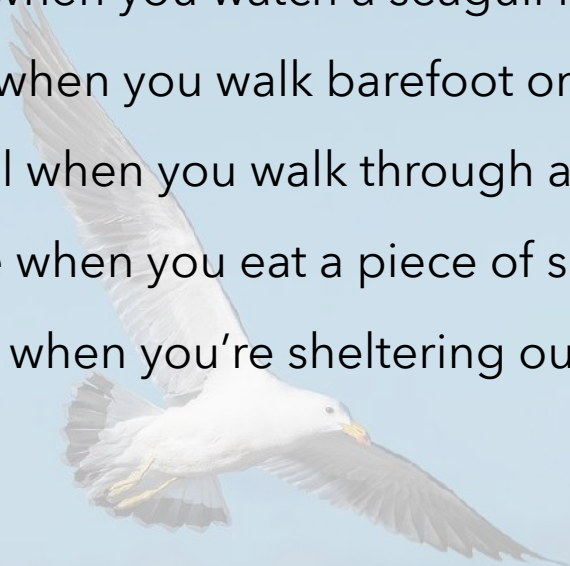 when you watch a seagull
when you walk barefoot on
l when you walk through a
when you eat a piece of s
when you're sheltering ou